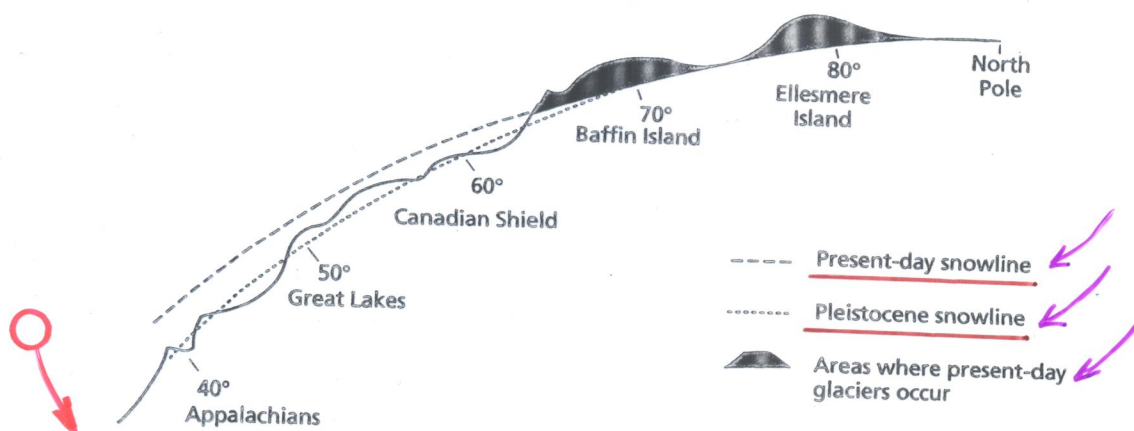 North
Pole
80°
Ellesmere
Island
70°
Baffin Island
60°
Canadian Shield
50°
Great Lakes
40°
Appalachians
Present-day snowline
Pleistocene snowline
Areas where present-day
glaciers occur